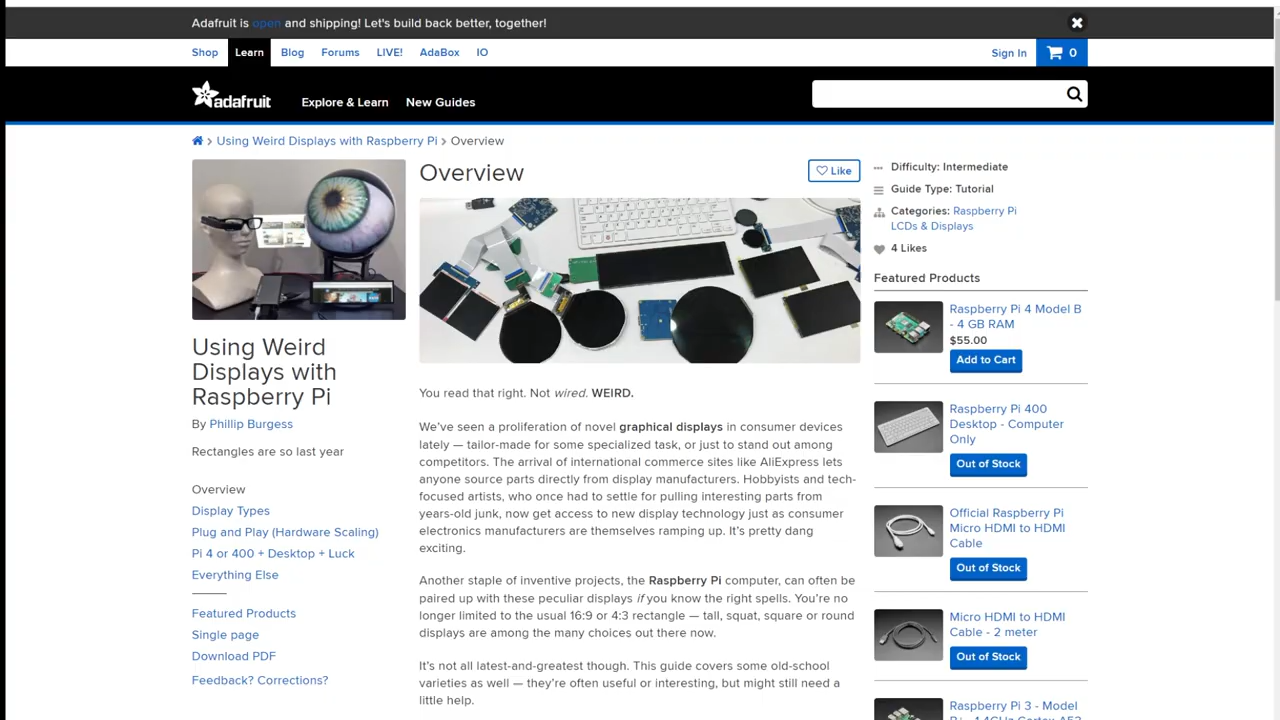 Adafruit is open and shipping! Let's build back better, together!
Shop Learn Blog Forums LIVE! AdaBox IO
Sign In 0
adafruit
Explore & Learn New Guides
Using Weird Displays with Raspberry Pi Overview
Using Weird
Displays with
Raspberry Pi
By Phillip Burgess
Rectangles are so last year
Overview
Display Types
Plug and Play (Hardware Scaling)
Pi 4 or 400 + Desktop + Luck
Everything Else
Featured Products
Single page
Download PDF
Feedback? Corrections?
Overview
Like
You read that right. Not wired. WEIRD.
We've seen a proliferation of novel graphical displays in consumer devices
lately — tailor-made for some specialized task, or just to stand out among
competitors. The arrival of international commerce sites like AliExpress lets
anyone source parts directly from display manufacturers. Hobbyists and tech-
focused artists, who once had to settle for pulling interesting parts from
years-old junk, now get access to new display technology just as consumer
electronics manufacturers are themselves ramping up. It's pretty dang
exciting.
Another staple of inventive projects, the Raspberry Pi computer, can often be
paired up with these peculiar displays if you know the right spells. You're no
longer limited to the usual 16:9 or 4:3 rectangle — tall, squat, square or round
displays are among the many choices out there now.
It's not all latest-and-greatest though. This guide covers some old-school
varieties as well — they're often useful or interesting, but might still need a
little help.
Difficulty: Intermediate
Guide Type: Tutorial
Categories: Raspberry Pi
LCDs & Displays
4 Likes
Featured Products
Raspberry Pi 4 Model B
- 4 GB RAM
$55.00
Add to Cart
Raspberry Pi 400
Desktop - Computer
Only
Out of Stock
Official Raspberry Pi
Micro HDMI to HDMI
Cable
Out of Stock
Micro HDMI to HDMI
Cable - 2 meter
Out of Stock
Raspberry Pi 3 - Model